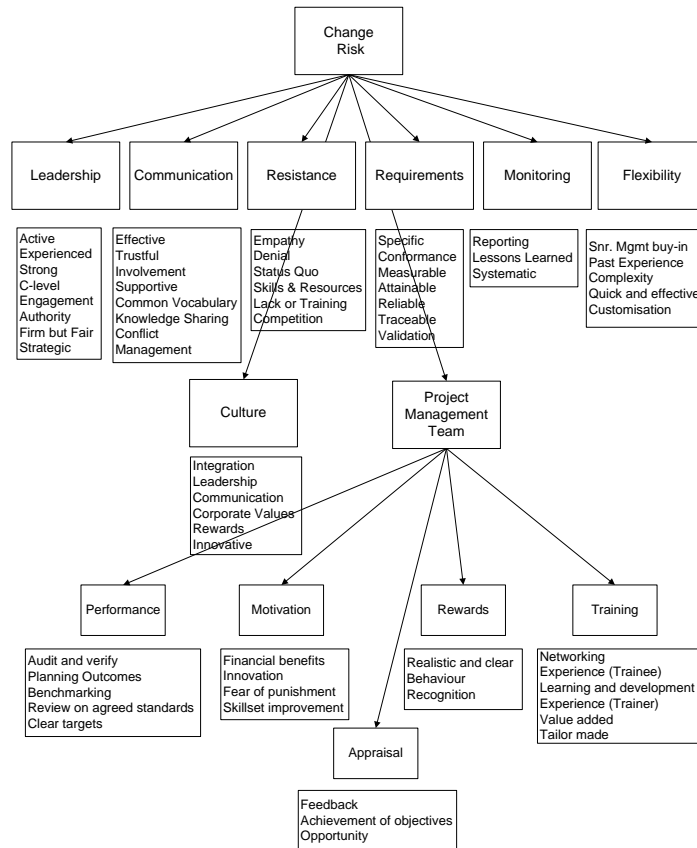 Change
Risk
Leadership
Communication
Resistance
Requirements
Monitoring
Flexibility
Active
Experienced
Strong
C-level
Engagement
Authority
Firm but Fair
Strategic
Effective
Trustful
Involvement
Supportive
Common Vocabulary
Knowledge Sharing
Conflict
Management
Empathy
Denial
Status Quo
Skills & Resources
Lack or Training
Competition
Specific
Conformance
Measurable
Attainable
Reliable
Traceable
Validation
Reporting
Lessons Learned
Systematic
Snr. Mgmt buy-in
Past Experience
Complexity
Quick and effective
Customisation
Culture
Project
Management
Team
Integration
Leadership
Communication
Corporate Values
Rewards
Innovative
Performance
Motivation
Rewards
Training
Audit and verify
Planning Outcomes
Benchmarking
Review on agreed standards
Clear targets
Financial benefits
Innovation
Fear of punishment
Skillset improvement
Realistic and clear
Behaviour
Recognition
Networking
Experience (Trainee)
Learning and development
Experience (Trainer)
Value added
Tailor made
Appraisal
Feedback
Achievement of objectives
Opportunity